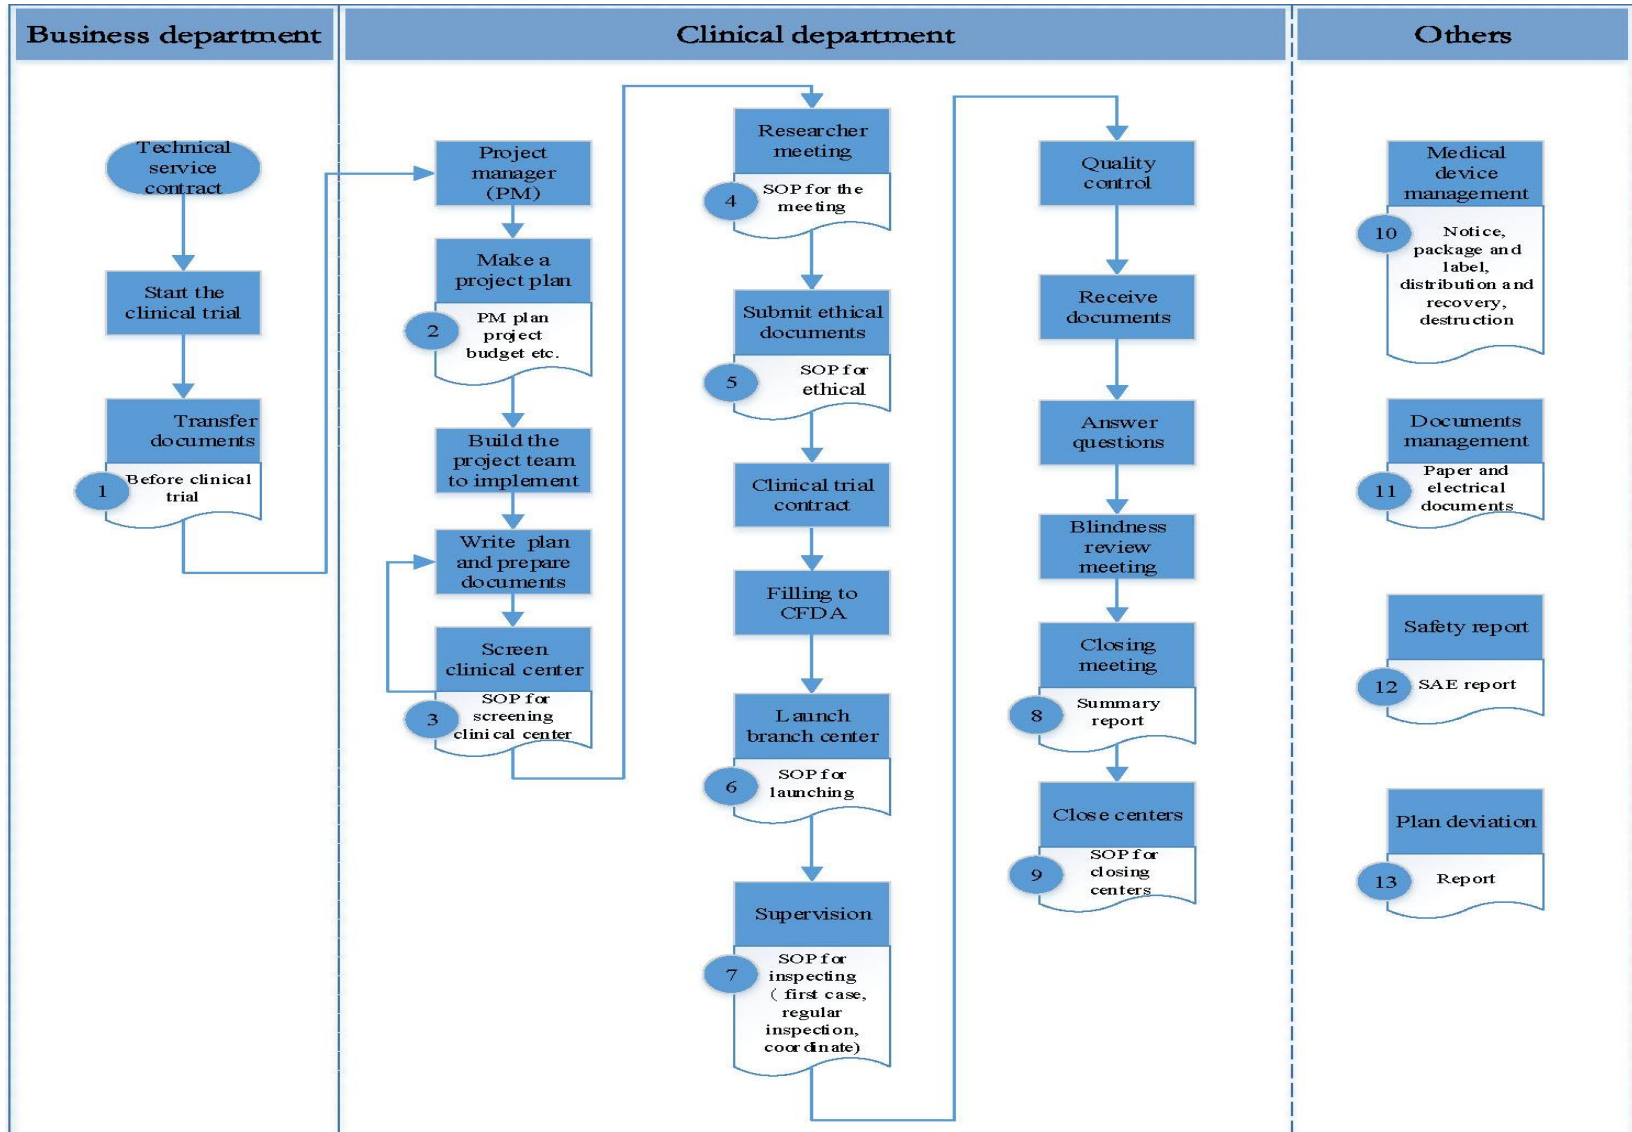 Business department
Clinical department
Others
Technical
service
contract
Start the
clinical trial
Transfer
documents
1
Before clinical
trial
Project
manager
(PM)
Make a
project plan
2
PM plan
project
budget etc.
Build the
project team
to implement
Write plan
and prepare
documents
Screen
clinical center
3
SOP for
screening
clinical center
Researcher
meeting
4
SOP for the
meeting
Submit ethical
documents
5
SOP for
ethical
Clinical trial
contract
Filling to
CFDA
Launch
branch center
6
SOP for
launching
Supervision
7
SOP for
inspecting
( first case,
regular
inspection,
coordinate)
Quality
control
Receive
documents
Answer
questions
Blindness
review
meeting
Closing
meeting
8
Summary
report
Close centers
9
SOP for
closing
centers
Medical
device
management
10
Notice,
package and
label,
distribution and
recovery,
destruction
Documents
management
11
Paper and
electrical
documents
Safety report
12
SAE report
Plan deviation
13
Report